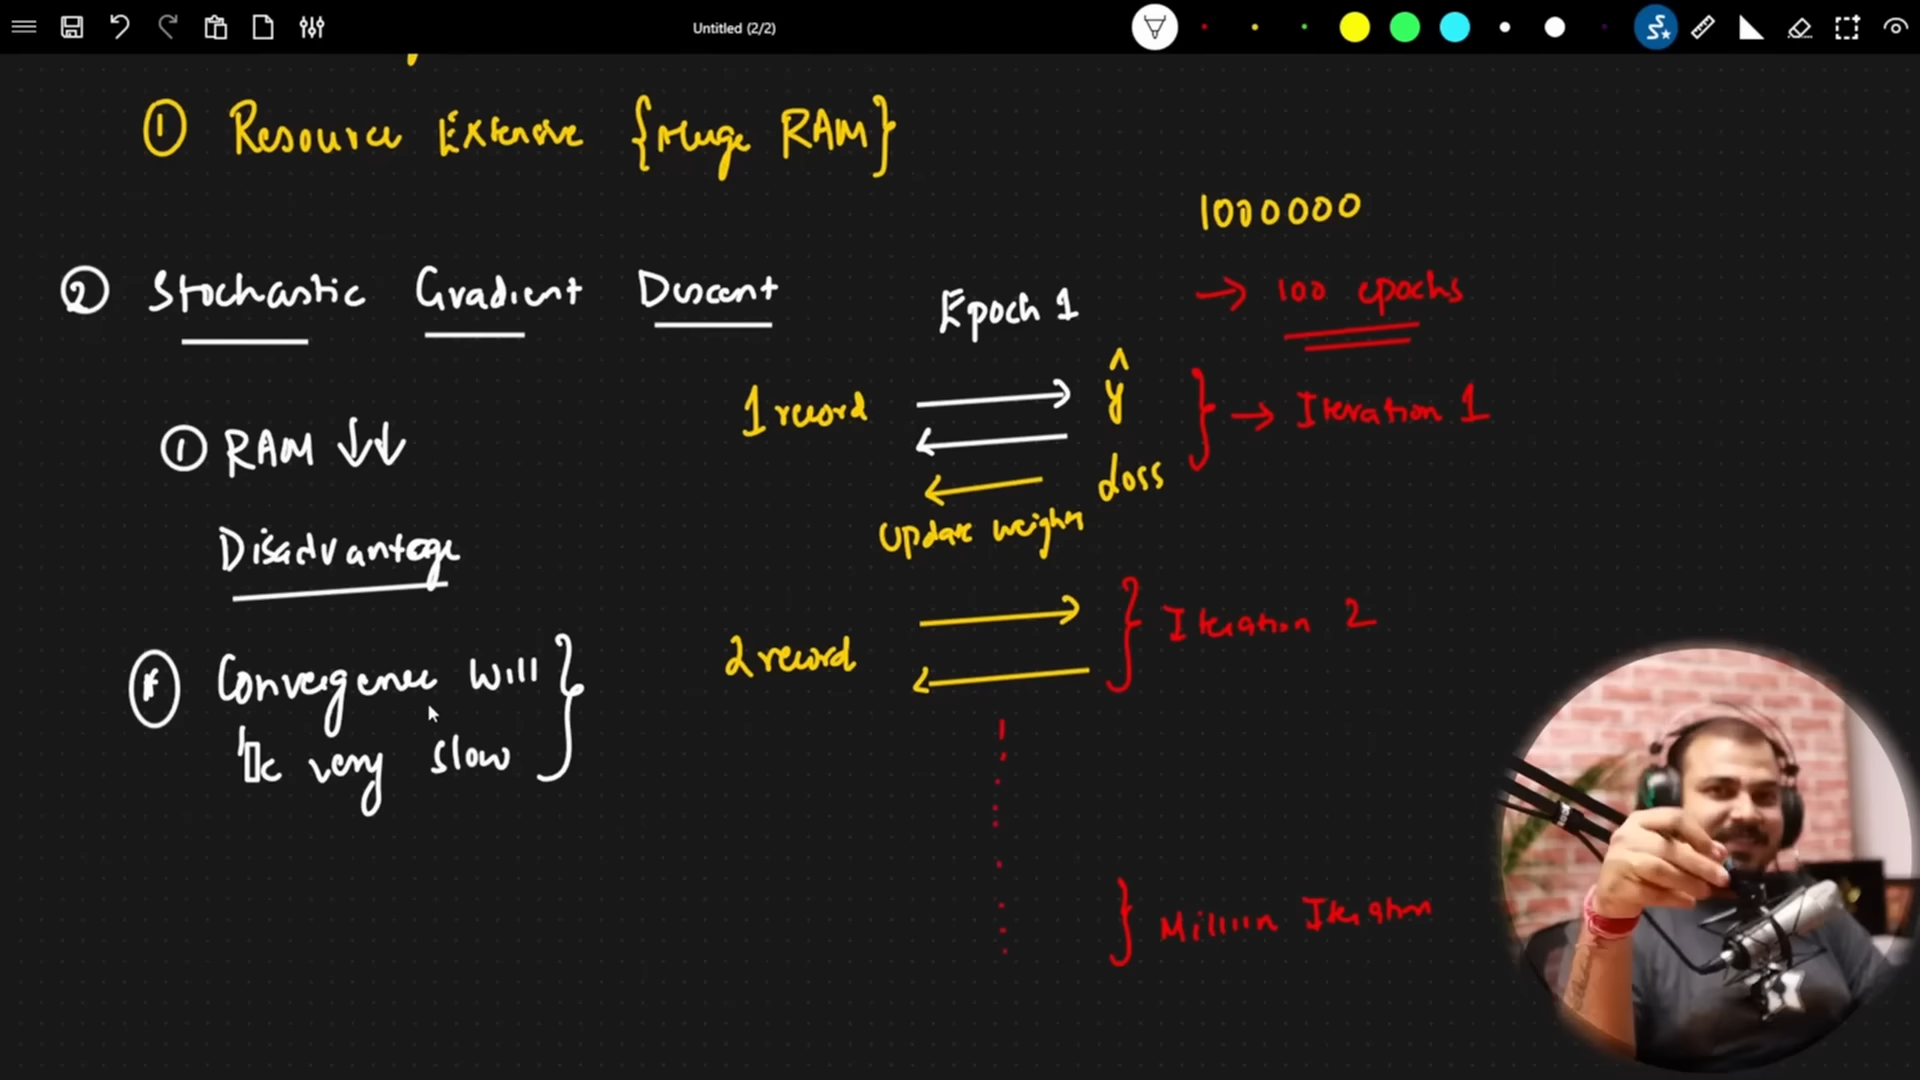 Untitled (2/2)
① Resource Extensive {Huge RAM}
1000000
② Stochastic Gradient Descent
Epoch 1
→ 100 epochs
1 record
ŷ
→ Iteration 1
① RAM ↓↓
Loss
Update weights
Disadvantage
2 record
Iteration 2
Convergence will
be very slow
Million Iteration